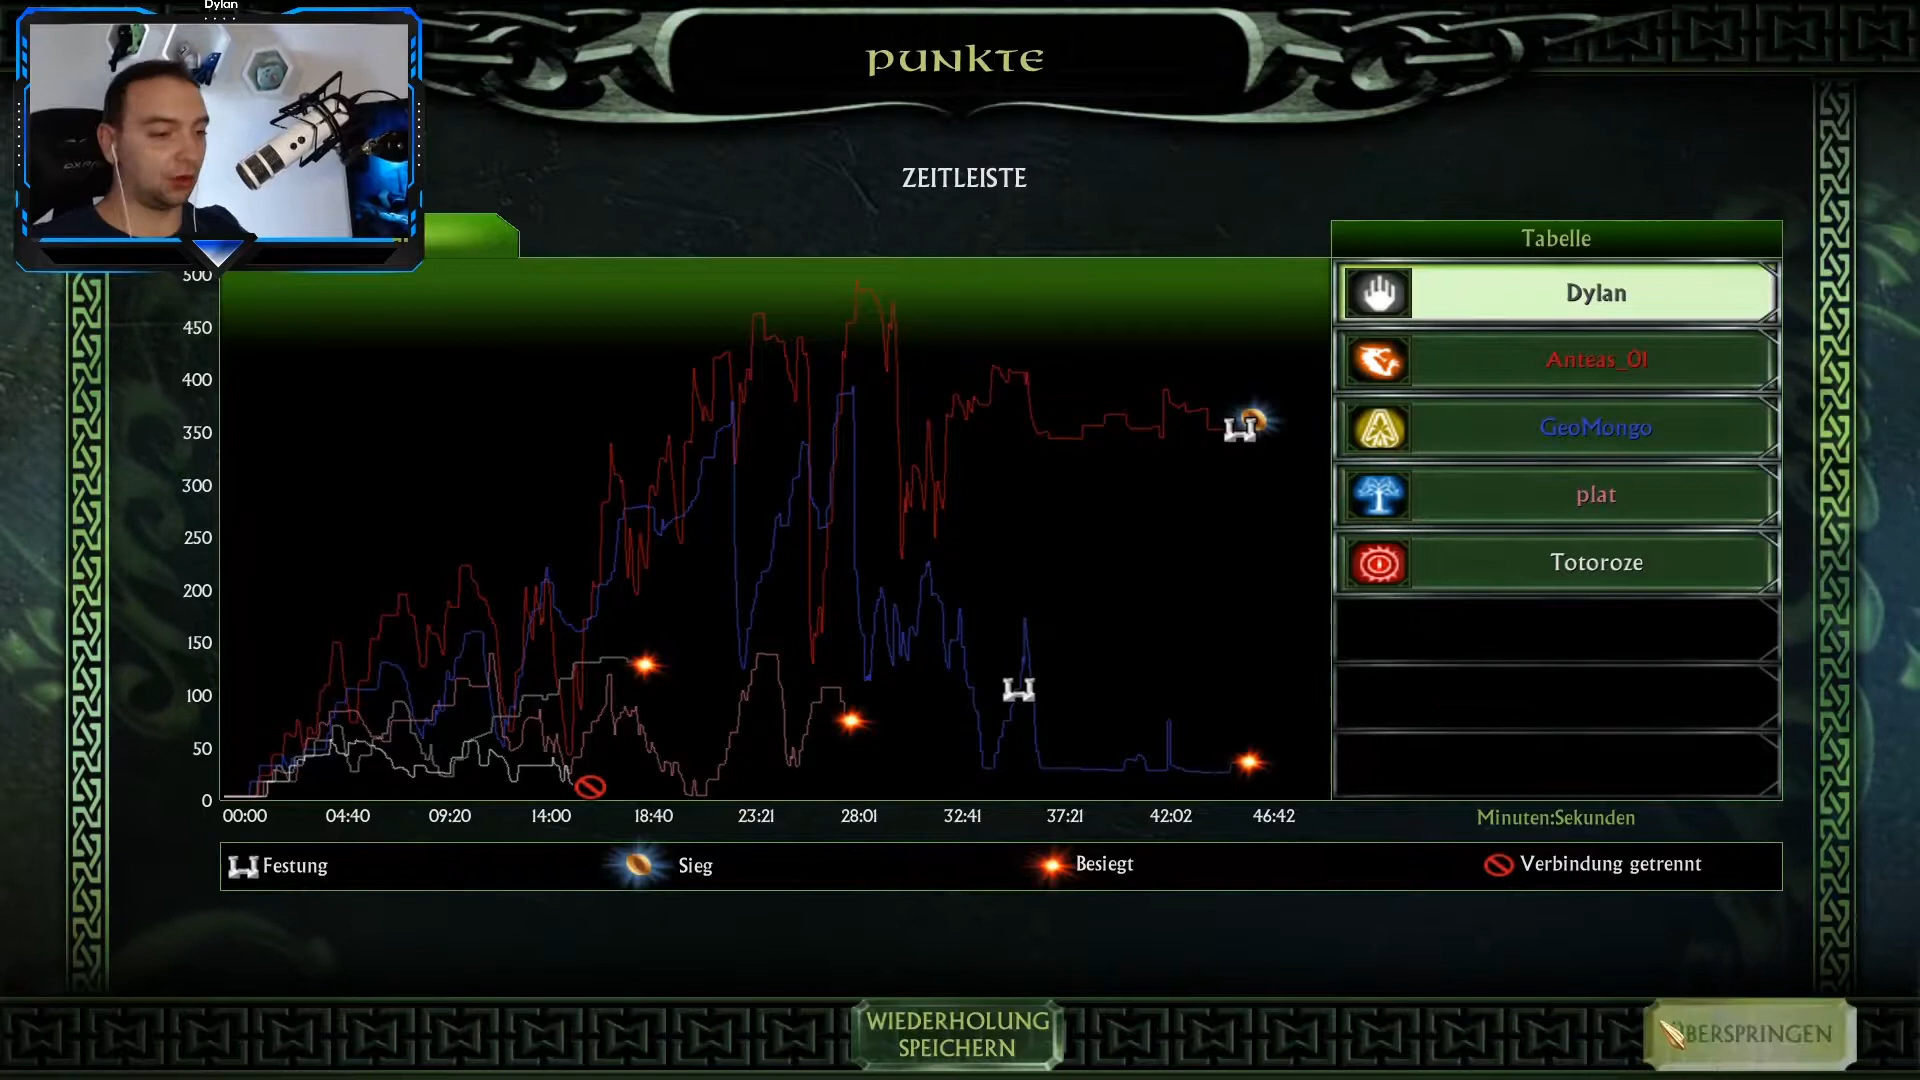 Dylan
PUNKTE
ZEITLEISTE
500
450
400
350
300
250
200
150
100
50
0
00:00 04:40 09:20 14:00 18:40 23:21 28:01 32:41 37:21 42:02 46:42
Minuten:Sekunden
Tabelle
Dylan
Anteas_01
GeoMongo
plat
Totoroze
Festung Sieg Besiegt Verbindung getrennt
WIEDERHOLUNG
SPEICHERN
ÜBERSPRINGEN